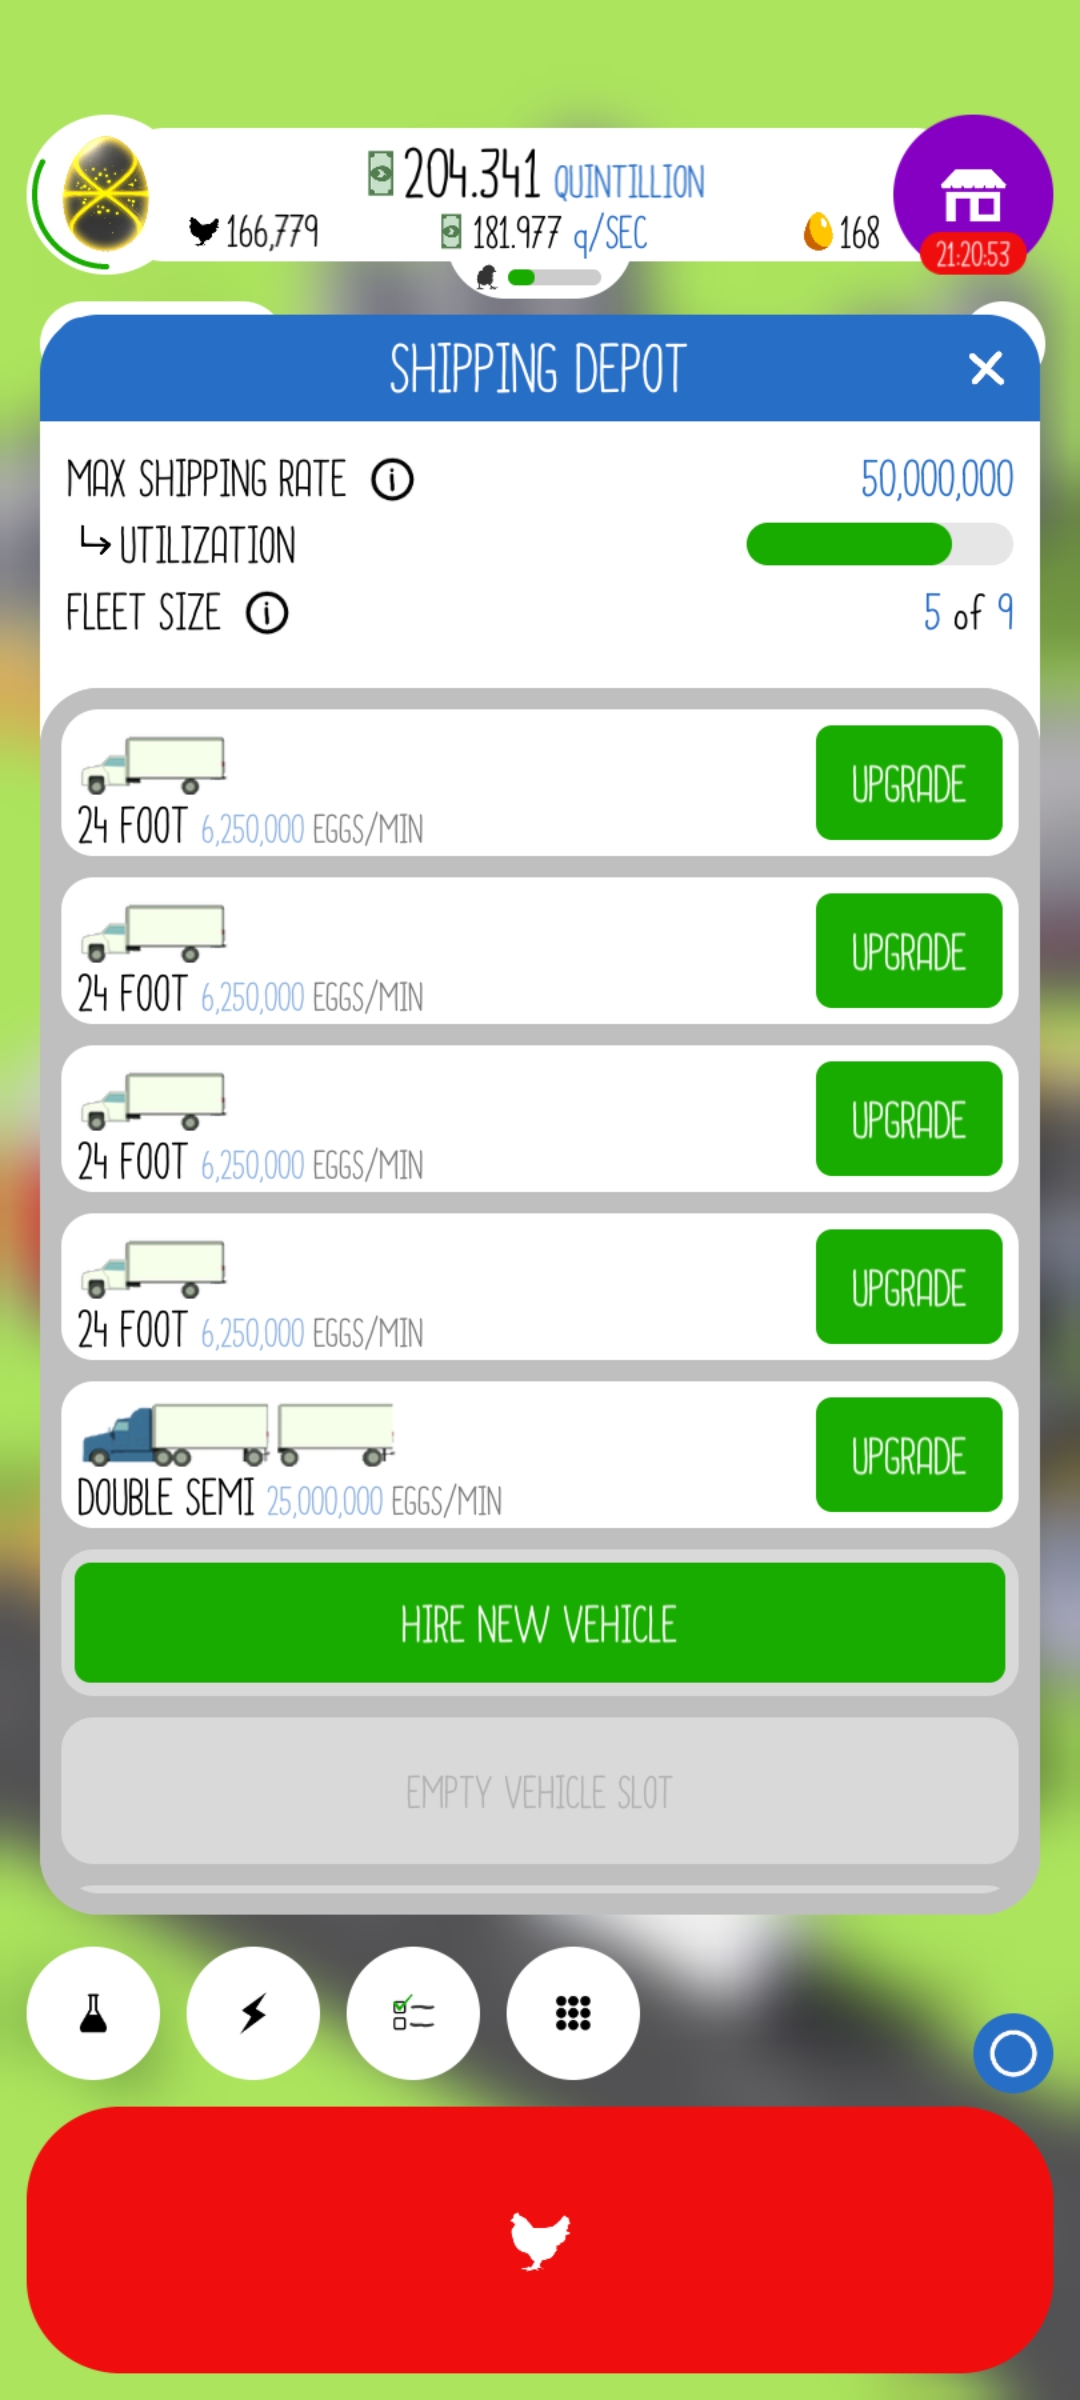 204.341 QUINTILLION
166,779 181.977 q/SEC 168
21:20:53
SHIPPING DEPOT
MAX SHIPPING RATE 50,000,000
UTILIZATION
FLEET SIZE 5 of 9
UPGRADE
24 FOOT 6,250,000 EGGS/MIN
UPGRADE
24 FOOT 6,250,000 EGGS/MIN
UPGRADE
24 FOOT 6,250,000 EGGS/MIN
UPGRADE
24 FOOT 6,250,000 EGGS/MIN
UPGRADE
DOUBLE SEMI 25,000,000 EGGS/MIN
HIRE NEW VEHICLE
EMPTY VEHICLE SLOT